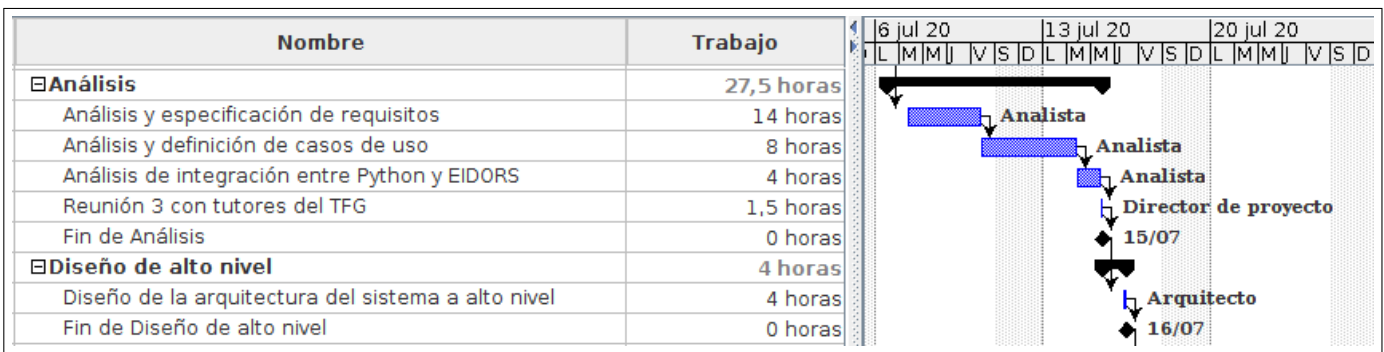 Nombre Trabajo 6 jul 20 13 jul 20 20 jul 20
L M M J V S D L M M J V S D L M M J V S D
Análisis 27,5 horas
Análisis y especificación de requisitos 14 horas Analista
Análisis y definición de casos de uso 8 horas Analista
Análisis de integración entre Python y EIDORS 4 horas Analista
Reunión 3 con tutores del TFG 1,5 horas Director de proyecto
Fin de Análisis 0 horas 15/07
Diseño de alto nivel 4 horas
Diseño de la arquitectura del sistema a alto nivel 4 horas Arquitecto
Fin de Diseño de alto nivel 0 horas 16/07